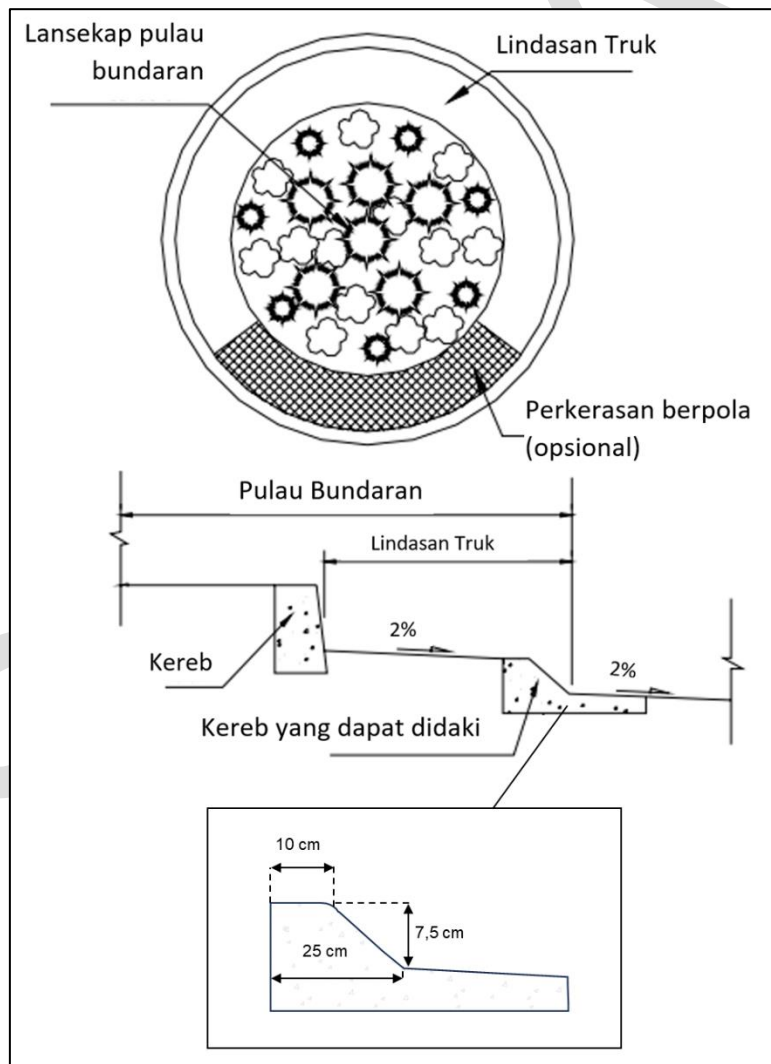 Lansekap pulau
bundaran
Lindasan Truk
Perkerasan berpola
(opsional)
Pulau Bundaran
Lindasan Truk
2%
Kereb
2%
Kereb yang dapat didaki
10 cm
7,5 cm
25 cm